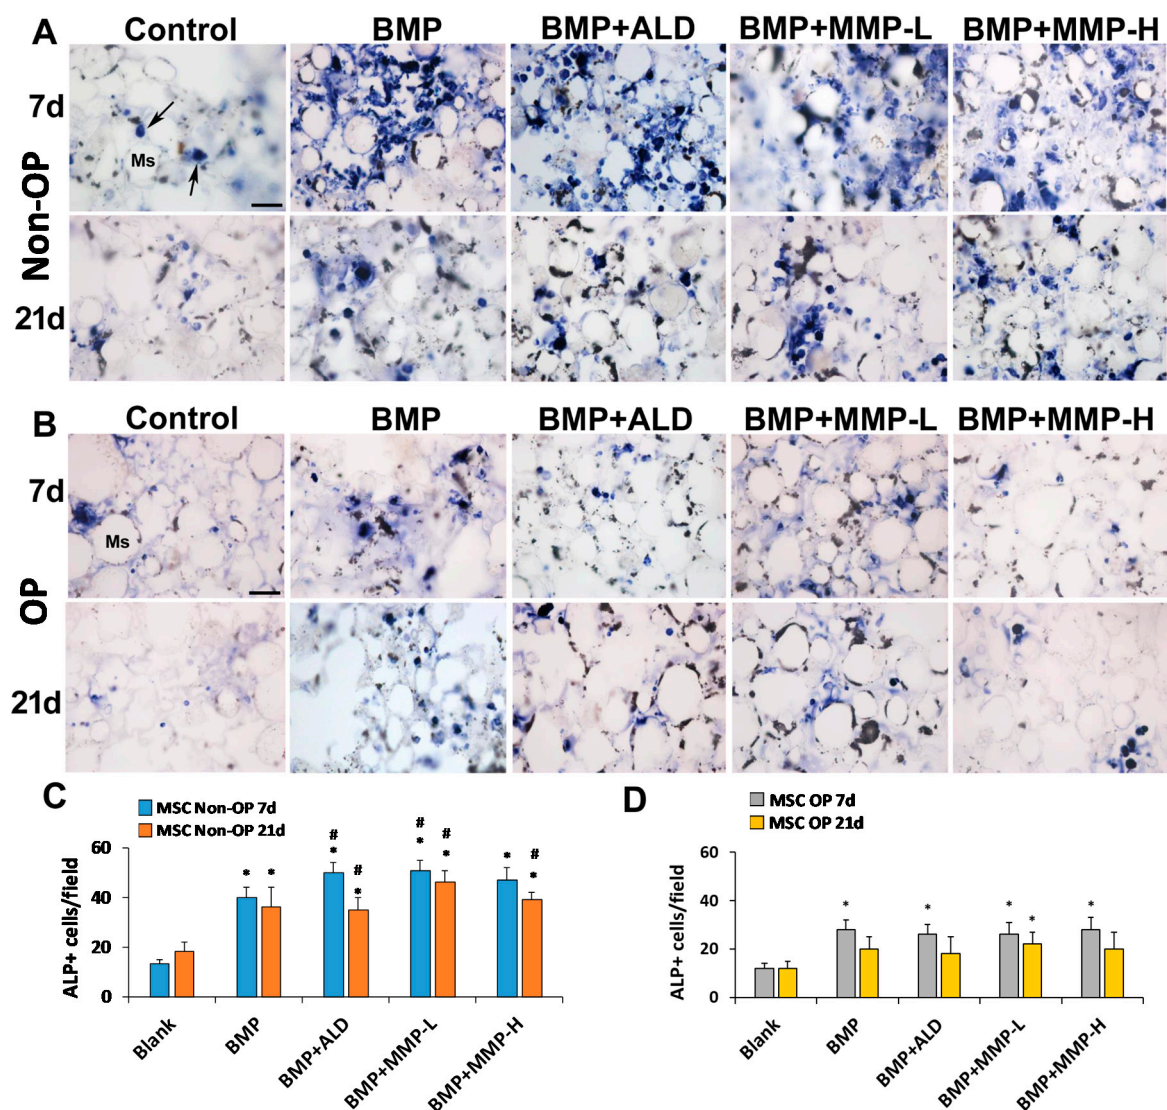 A
Control BMP BMP+ALD BMP+MMP-L BMP+MMP-H
Non-OP
7d
Ms
21d
B
Control BMP BMP+ALD BMP+MMP-L BMP+MMP-H
OP
7d
Ms
21d
C
MSC Non-OP 7d
MSC Non-OP 21d
ALP+ cells/field
60
40
20
0
* * # * # * # * # * * # *
Blank BMP BMP+ALD BMP+MMP-L BMP+MMP-H
D
MSC OP 7d
MSC OP 21d
ALP+ cells/field
60
40
20
0
* * * * *
Blank BMP BMP+ALD BMP+MMP-L BMP+MMP-H